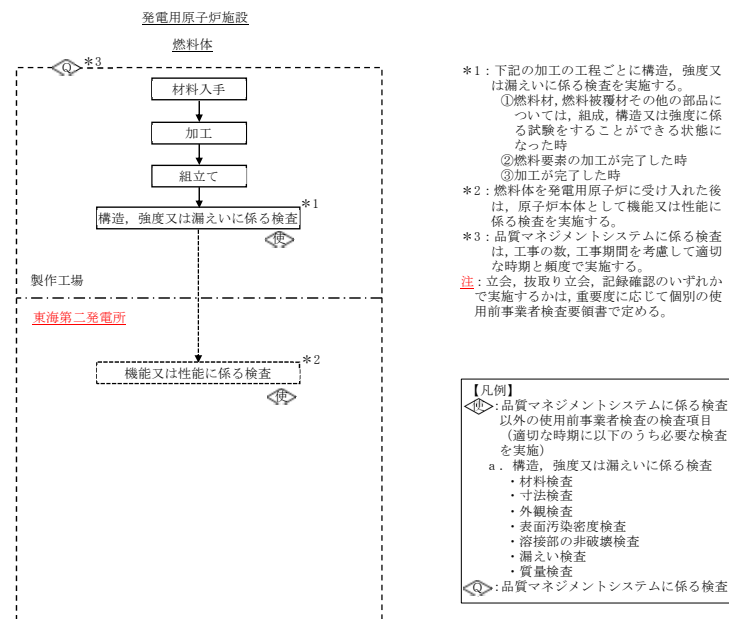 発電用原子炉施設
燃料体
Q *3
材料入手
加工
組立て
構造，強度又は漏えいに係る検査 *1
使
製作工場
東海第二発電所
機能又は性能に係る検査 *2
使
*1：下記の加工の工程ごとに構造，強度又
は漏えいに係る検査を実施する。
①燃料材，燃料被覆材その他の部品に
ついては，組成，構造又は強度に係
る試験をすることができる状態に
なった時
②燃料要素の加工が完了した時
③加工が完了した時
*2：燃料体を発電用原子炉に受け入れた後
は，原子炉本体として機能又は性能に
係る検査を実施する。
*3：品質マネジメントシステムに係る検査
は，工事の数，工事期間を考慮して適切
な時期と頻度で実施する。
注：立会，抜取り立会，記録確認のいずれか
で実施するかは，重要度に応じて個別の使
用前事業者検査要領書で定める。
【凡例】
使：品質マネジメントシステムに係る検査
以外の使用前事業者検査の検査項目
（適切な時期に以下のうち必要な検査
を実施）
a．構造，強度又は漏えいに係る検査
・材料検査
・寸法検査
・外観検査
・表面汚染密度検査
・溶接部の非破壊検査
・漏えい検査
・質量検査
Q：品質マネジメントシステムに係る検査